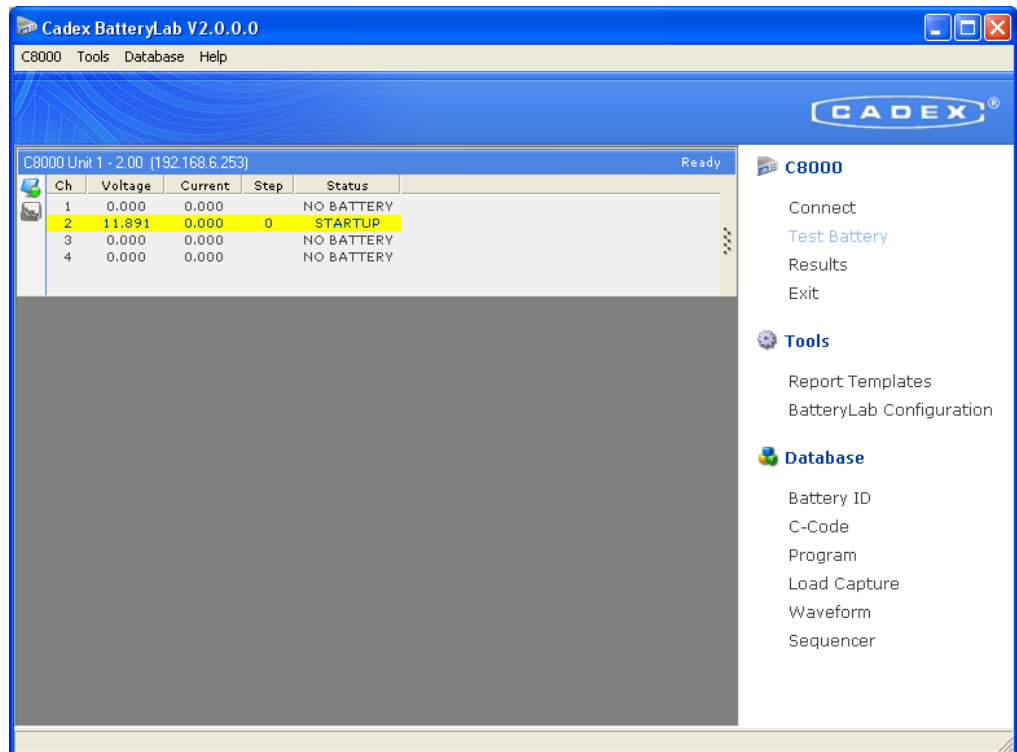 Cadex BatteryLab V2.0.0.0
C8000 Tools Database Help
CADEX®
C8000 Unit 1 - 2.00 (192.168.6.253) Ready
Ch Voltage Current Step Status
1 0.000 0.000 NO BATTERY
2 11.891 0.000 0 STARTUP
3 0.000 0.000 NO BATTERY
4 0.000 0.000 NO BATTERY
C8000
Connect
Test Battery
Results
Exit
Tools
Report Templates
BatteryLab Configuration
Database
Battery ID
C-Code
Program
Load Capture
Waveform
Sequencer